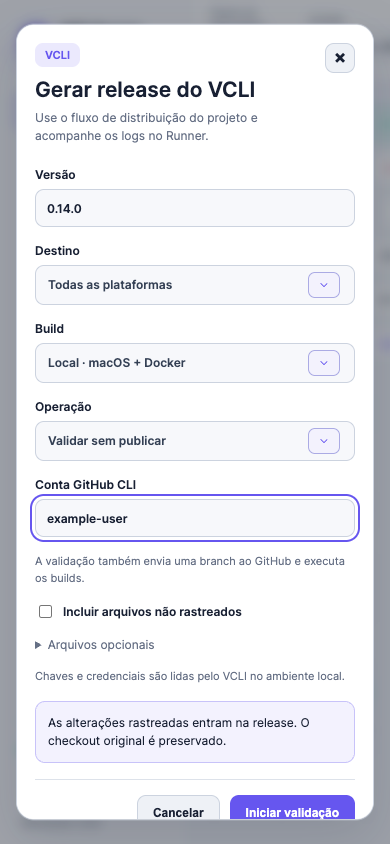 VCLI
Gerar release do VCLI
Use o fluxo de distribuição do projeto e
acompanhe os logs no Runner.
Versão
0.14.0
Destino
Todas as plataformas
Build
Local · macOS + Docker
Operação
Validar sem publicar
Conta GitHub CLI
example-user
A validação também envia uma branch ao GitHub e executa
os builds.
Incluir arquivos não rastreados
Arquivos opcionais
Chaves e credenciais são lidas pelo VCLI no ambiente local.
As alterações rastreadas entram na release. O
checkout original é preservado.
Cancelar
Iniciar validação